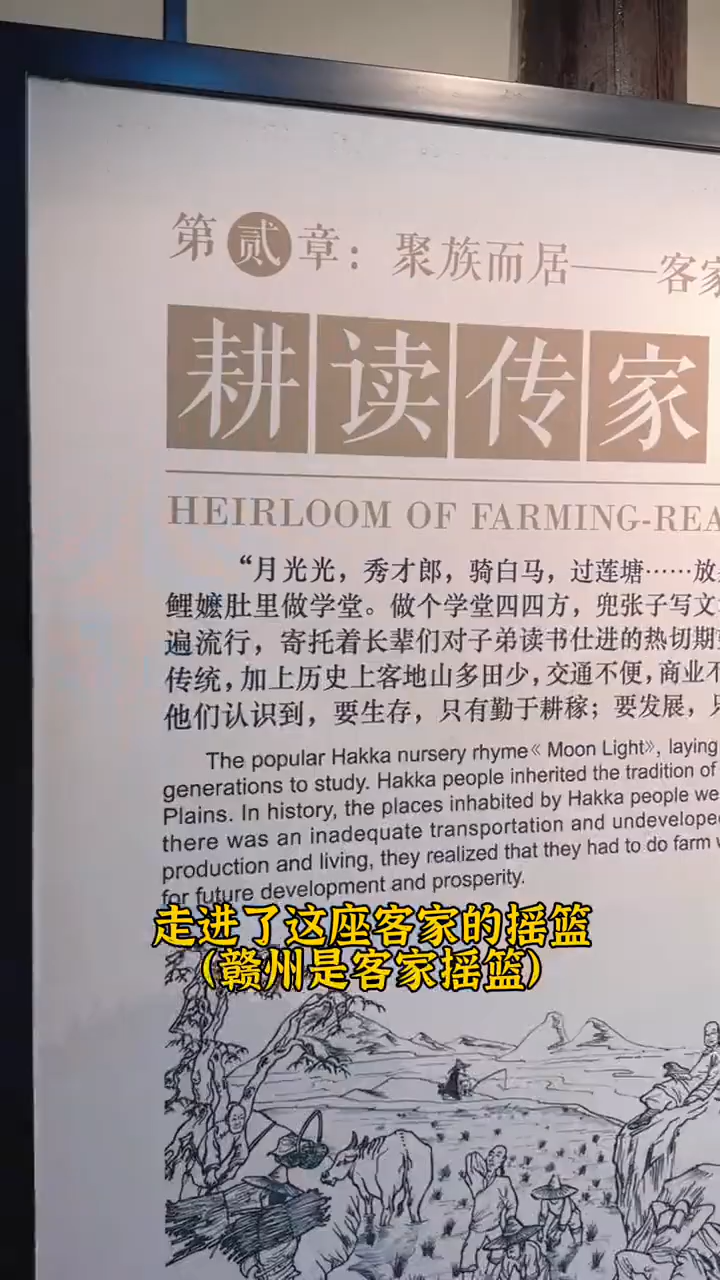 第贰章：聚族而居——客家
耕读传家
HEIRLOOM OF FARMING-REA
“月光光，秀才郎，骑白马，过莲塘……放
鲤嬷肚里做学堂。做个学堂四四方，兜张子写文
遍流行，寄托着长辈们对子弟读书仕进的热切期
传统，加上历史上客地山多田少，交通不便，商业不
他们认识到，要生存，只有勤于耕稼；要发展，只
The popular Hakka nursery rhyme《 Moon Light》, laying
generations to study. Hakka people inherited the tradition of
Plains. In history, the places inhabited by Hakka people we
there was an inadequate transportation and undevelope
production and living, they realized that they had to do farm w
for future development and prosperity.
走进了这座客家的摇篮
(赣州是客家摇篮)